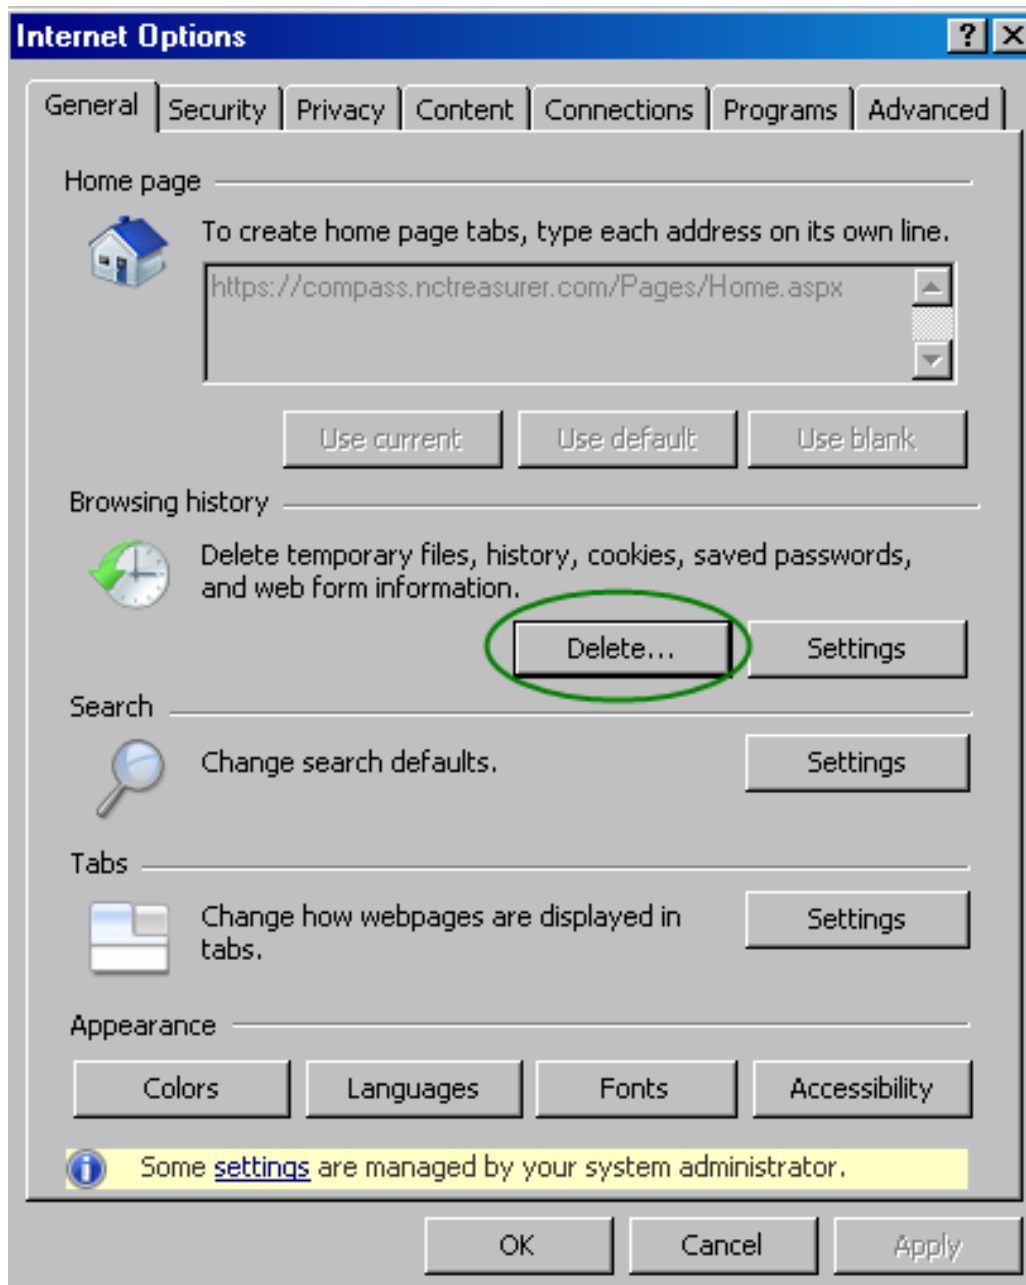 Internet Options
General Security Privacy Content Connections Programs Advanced
Home page
To create home page tabs, type each address on its own line.
https://compass.nctreasurer.com/Pages/Home.aspx
Use current Use default Use blank
Browsing history
Delete temporary files, history, cookies, saved passwords,
and web form information.
Delete... Settings
Search
Change search defaults. Settings
Tabs
Change how webpages are displayed in
tabs.
Settings
Appearance
Colors Languages Fonts Accessibility
Some settings are managed by your system administrator.
OK Cancel Apply